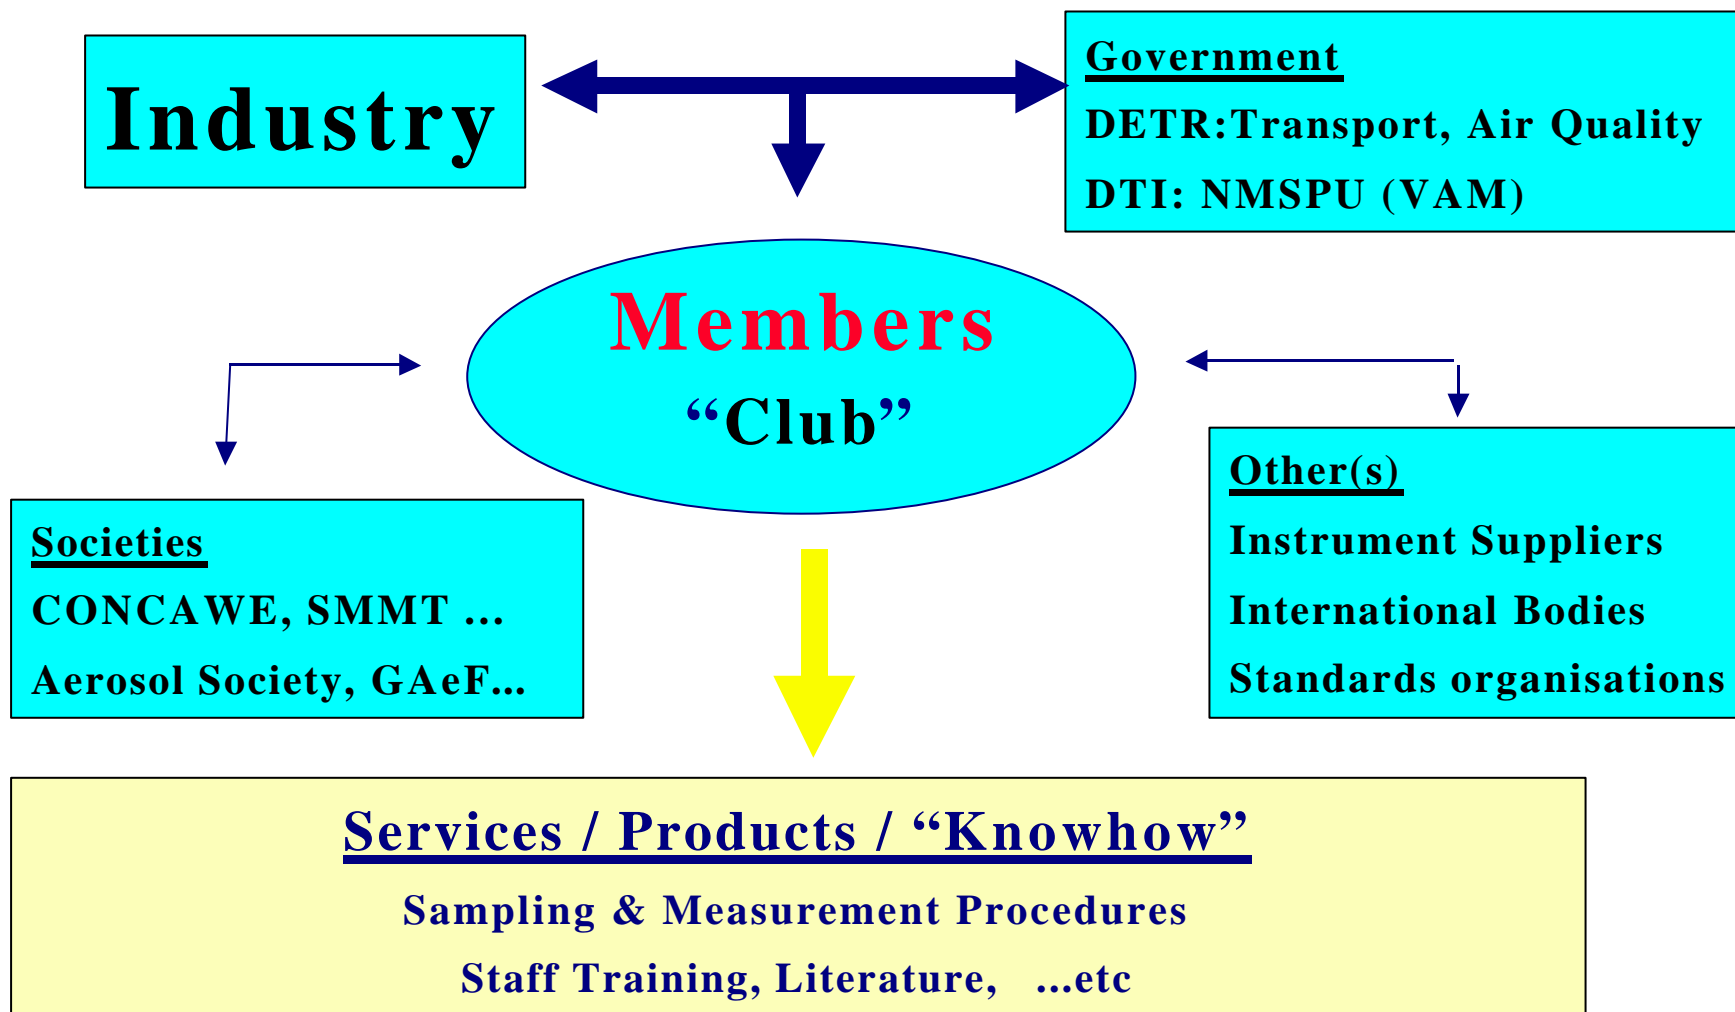 Industry
Government
DETR:Transport, Air Quality
DTI: NMSPU (VAM)
Members
“Club”
Societies
CONCAWE, SMMT ...
Aerosol Society, GAeF...
Other(s)
Instrument Suppliers
International Bodies
Standards organisations
Services / Products / “Knowhow”
Sampling & Measurement Procedures
Staff Training, Literature, ...etc